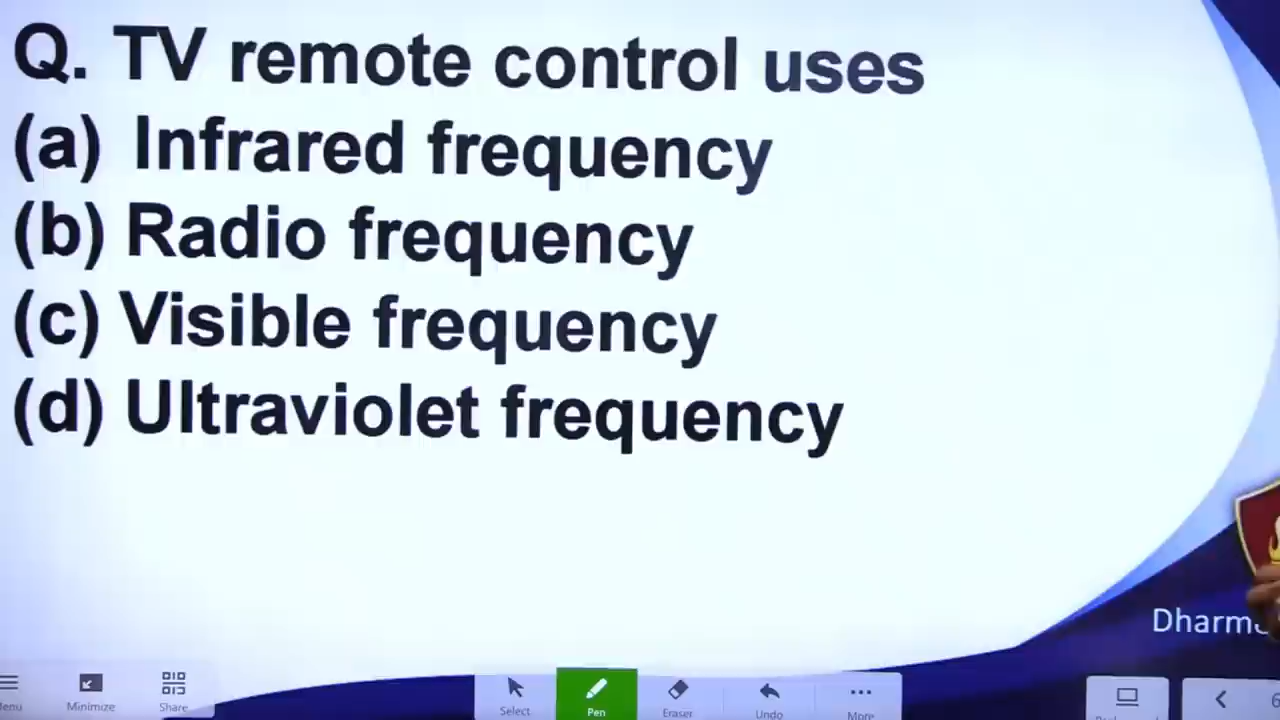 Q. TV remote control uses
(a) Infrared frequency
(b) Radio frequency
(c) Visible frequency
(d) Ultraviolet frequency
Minimize
Share
Select
Pen
Eraser
Undo
More